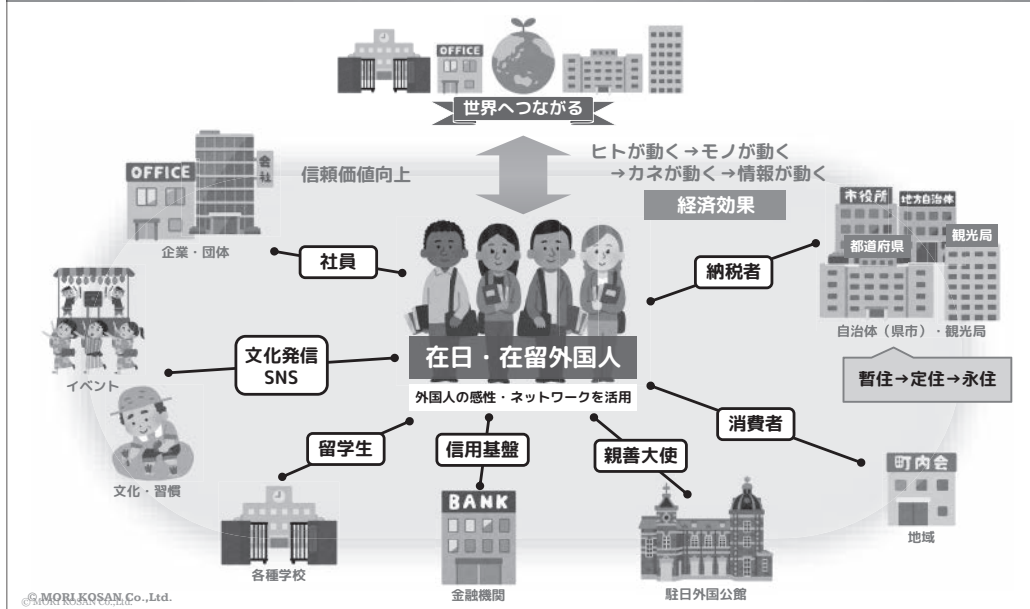 OFFICE
世界へつながる
ヒトが動く→モノが動く
→カネが動く→情報が動く
信頼価値向上
経済効果
OFFICE
会社
企業・団体
社員
市役所
地方自治体
都道府県
観光局
納税者
自治体（県市）・観光局
暫住→定住→永住
イベント
文化発信
SNS
在日・在留外国人
外国人の感性・ネットワークを活用
文化・習慣
留学生
信用基盤
親善大使
消費者
各種学校
BANK
金融機関
駐日外国公館
町内会
地域
© MORI KOSAN Co.,Ltd.
© MORI KOSAN Co.,Ltd.